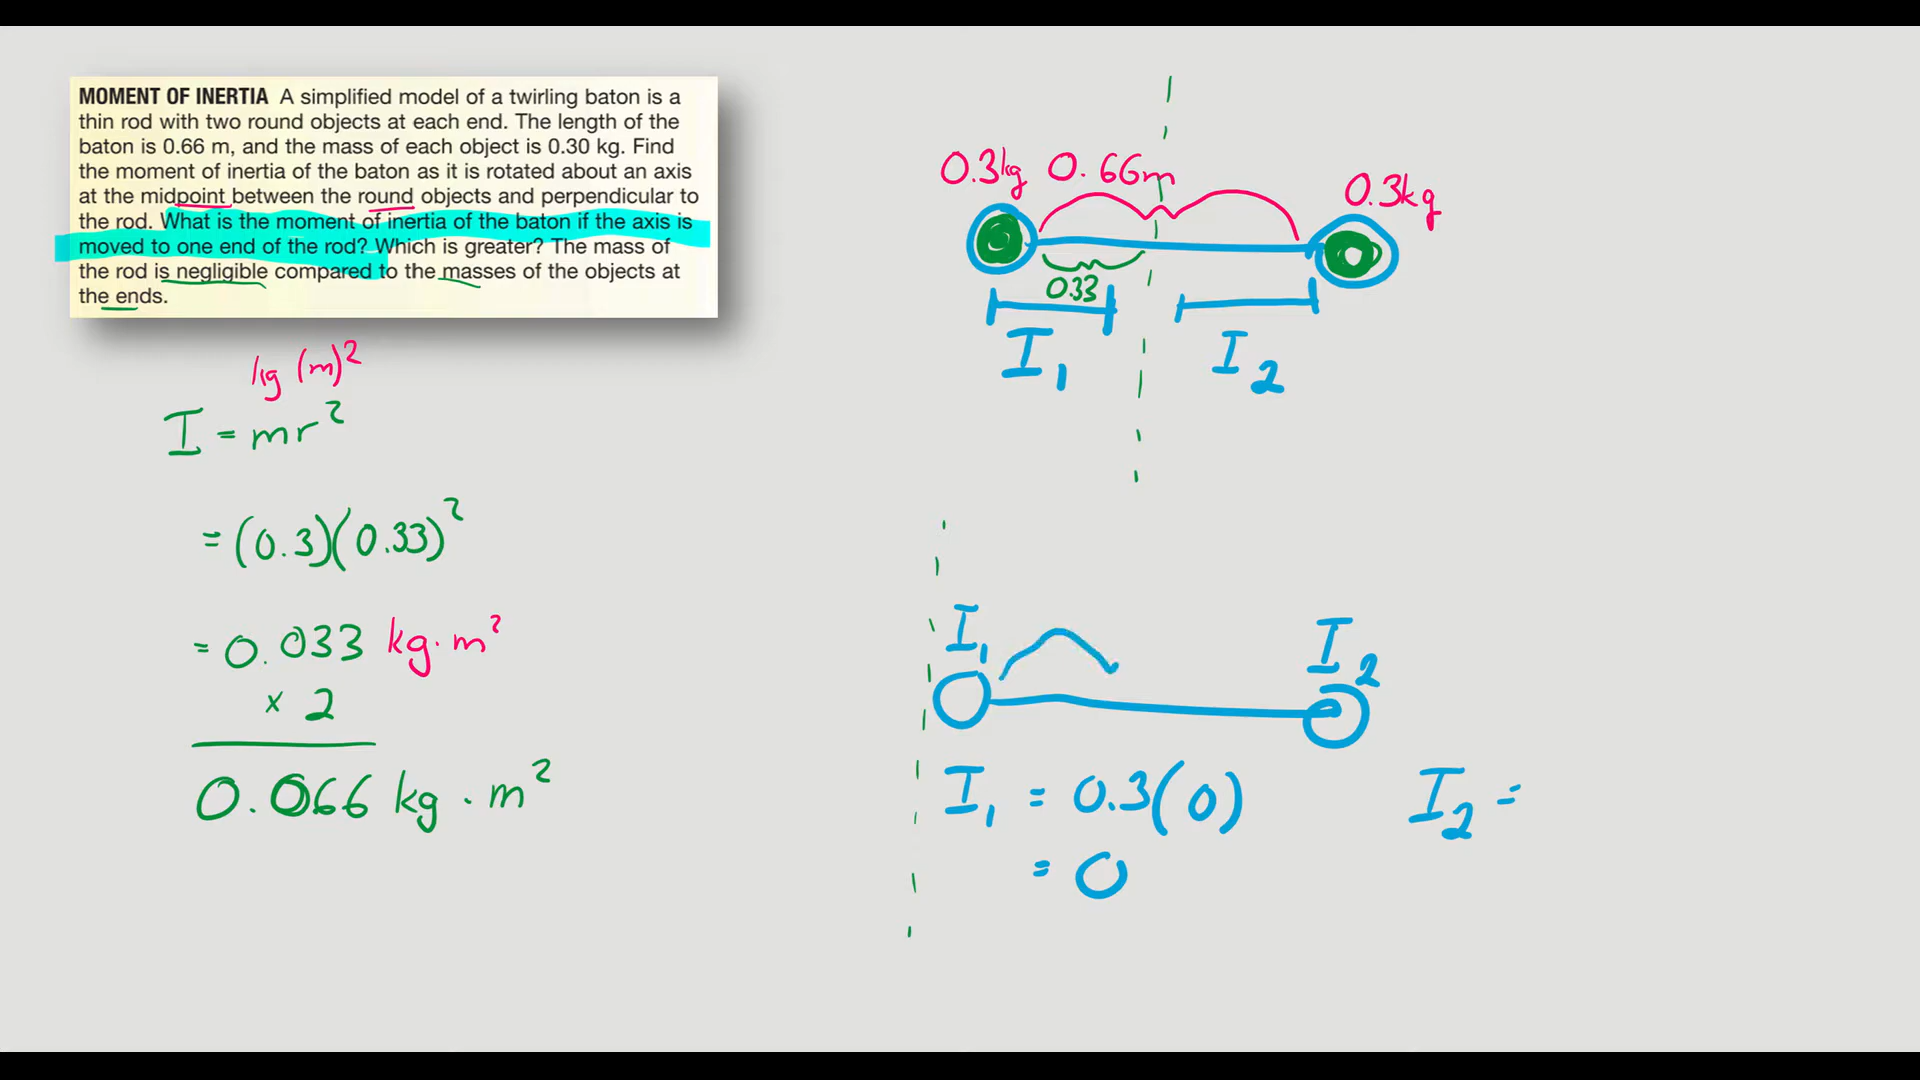 MOMENT OF INERTIA A simplified model of a twirling baton is a
thin rod with two round objects at each end. The length of the
baton is 0.66 m, and the mass of each object is 0.30 kg. Find
the moment of inertia of the baton as it is rotated about an axis
at the midpoint between the round objects and perpendicular to
the rod. What is the moment of inertia of the baton if the axis is
moved to one end of the rod? Which is greater? The mass of
the rod is negligible compared to the masses of the objects at
the ends.
kg (m)²
I = mr²
= (0.3)(0.33)²
= 0.033 kg·m²
× 2
0.066 kg·m²
0.3kg 0.66m 0.3kg
0.33
I₁ I₂
I₁ I₂
I₁ = 0.3(0) I₂ =
= 0